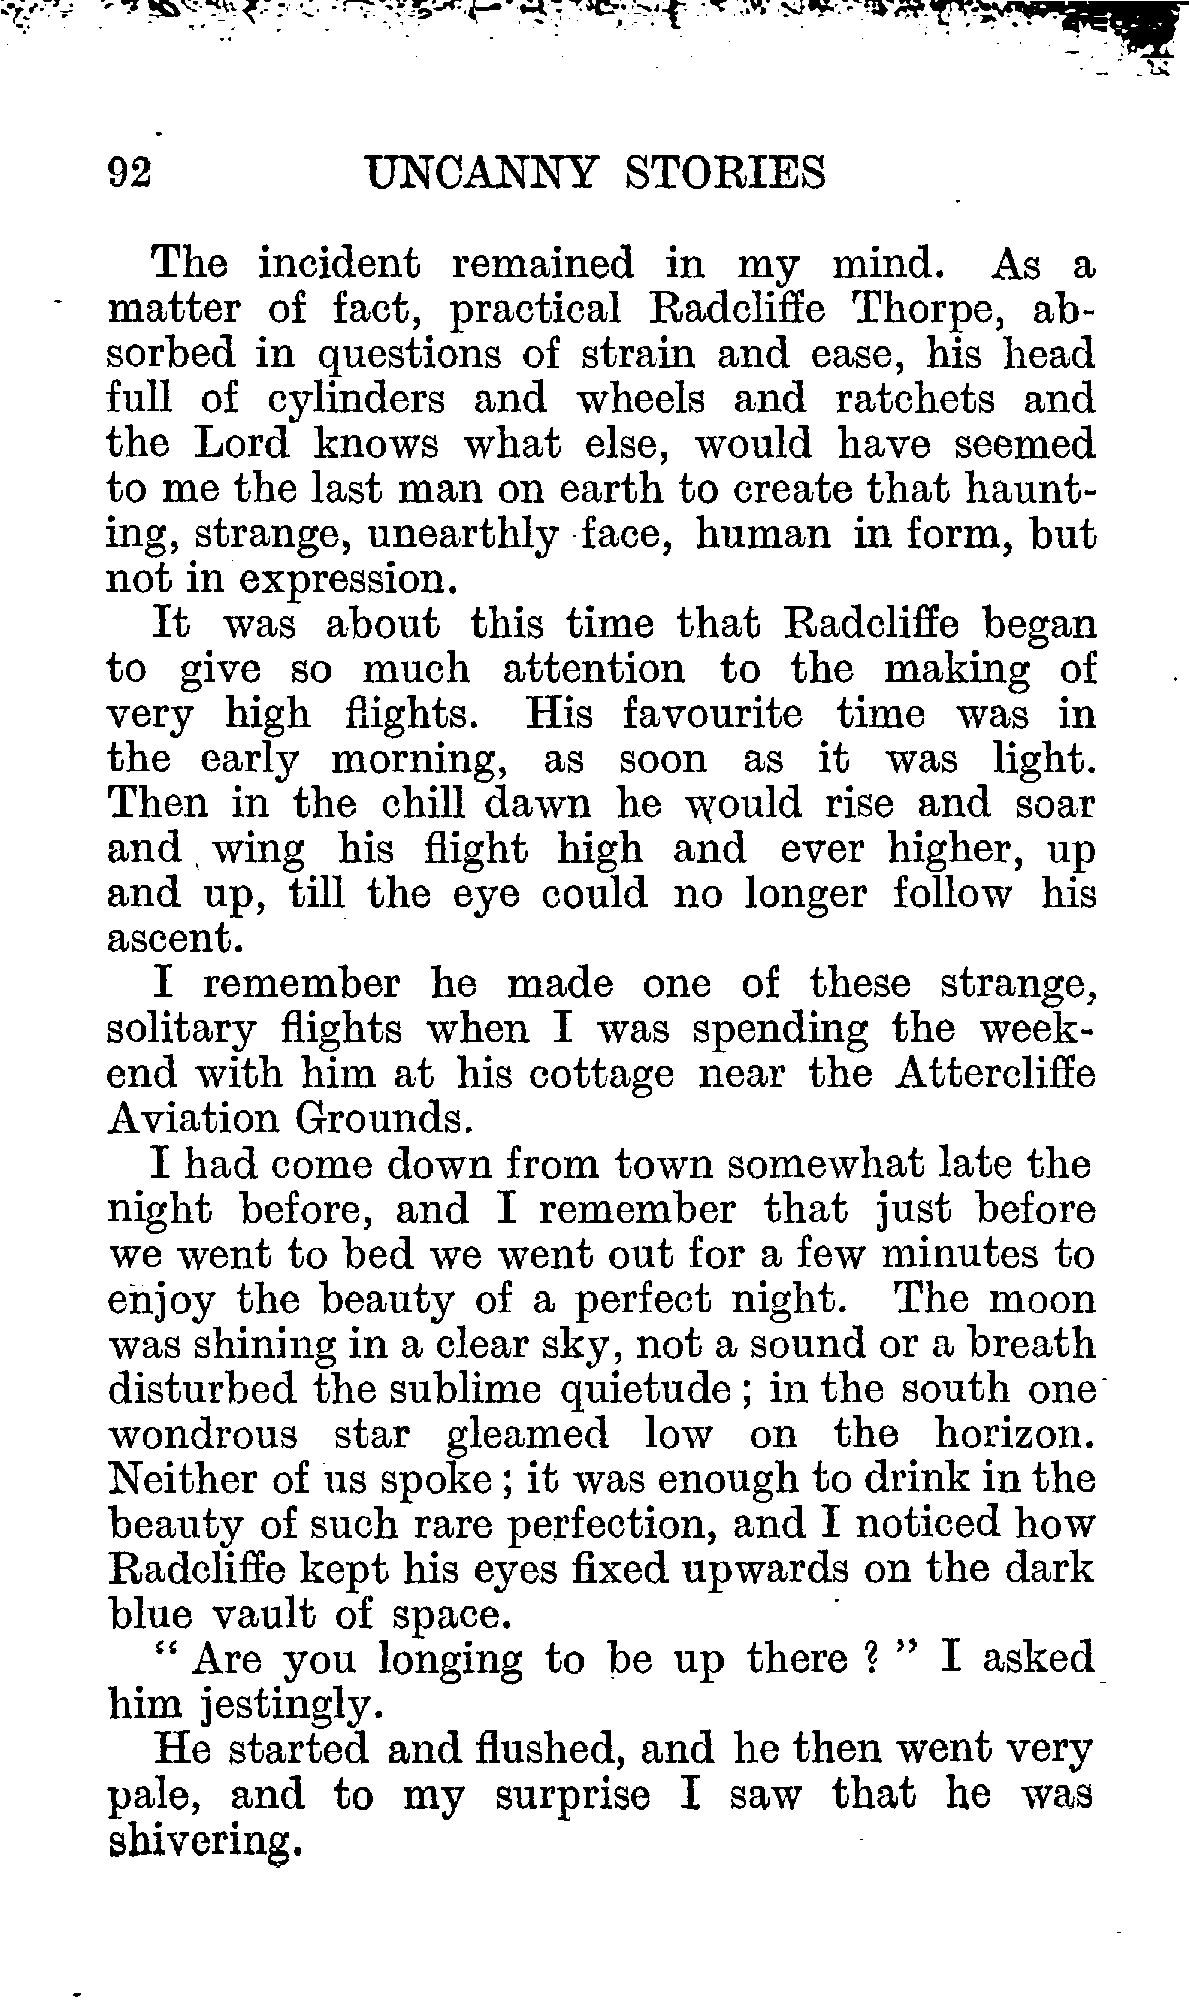 92 UNCANNY STORIES
The incident remained in my mind. As a
matter of fact, practical Radcliffe Thorpe, ab-
sorbed in questions of strain and ease, his head
full of cylinders and wheels and ratchets and
the Lord knows what else, would have seemed
to me the last man on earth to create that haunt-
ing, strange, unearthly face, human in form, but
not in expression.
It was about this time that Radcliffe began
to give so much attention to the making of
very high flights. His favourite time was in
the early morning, as soon as it was light.
Then in the chill dawn he would rise and soar
and wing his flight high and ever higher, up
and up, till the eye could no longer follow his
ascent.
I remember he made one of these strange,
solitary flights when I was spending the week-
end with him at his cottage near the Attercliffe
Aviation Grounds.
I had come down from town somewhat late the
night before, and I remember that just before
we went to bed we went out for a few minutes to
enjoy the beauty of a perfect night. The moon
was shining in a clear sky, not a sound or a breath
disturbed the sublime quietude ; in the south one
wondrous star gleamed low on the horizon.
Neither of us spoke ; it was enough to drink in the
beauty of such rare perfection, and I noticed how
Radcliffe kept his eyes fixed upwards on the dark
blue vault of space.
“ Are you longing to be up there ? ” I asked
him jestingly.
He started and flushed, and he then went very
pale, and to my surprise I saw that he was
shivering.